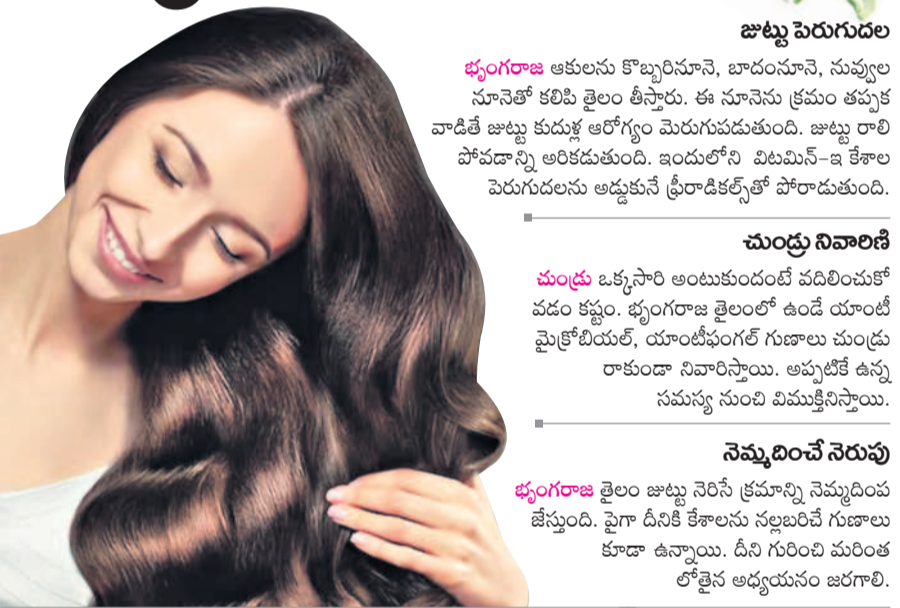 జుట్టు పెరుగుదల
భృంగరాజ ఆకులను కొబ్బరినూనె, బాదంనూనె, నువ్వుల
నూనెతో కలిపి తైలం తీస్తారు. ఈ నూనెను క్రమం తప్పక
వాడితే జుట్టు కుదుళ్ల ఆరోగ్యం మెరుగుపడుతుంది. జుట్టు రాలి
పోవడాన్ని అరికడుతుంది. ఇందులోని విటమిన్-ఇ కేశాల
పెరుగుదలను అడ్డుకునే ఫ్రీరాడికల్స్‌తో పోరాడుతుంది.
చుండ్రు నివారిణి
చుండ్రు ఒక్కసారి అంటుకుందంటే వదిలించుకో
వడం కష్టం. భృంగరాజ తైలంలో ఉండే యాంటీ
మైక్రోబియల్, యాంటీఫంగల్ గుణాలు చుండ్రు
రాకుండా నివారిస్తాయి. అప్పటికే ఉన్న
సమస్య నుంచి విముక్తినిస్తాయి.
నెమ్మదించే నెరుపు
భృంగరాజ తైలం జుట్టు నెరిసే క్రమాన్ని నెమ్మదింప
జేస్తుంది. పైగా దీనికి కేశాలను నల్లబరిచే గుణాలు
కూడా ఉన్నాయి. దీని గురించి మరింత
లోతైన అధ్యయనం జరగాలి.